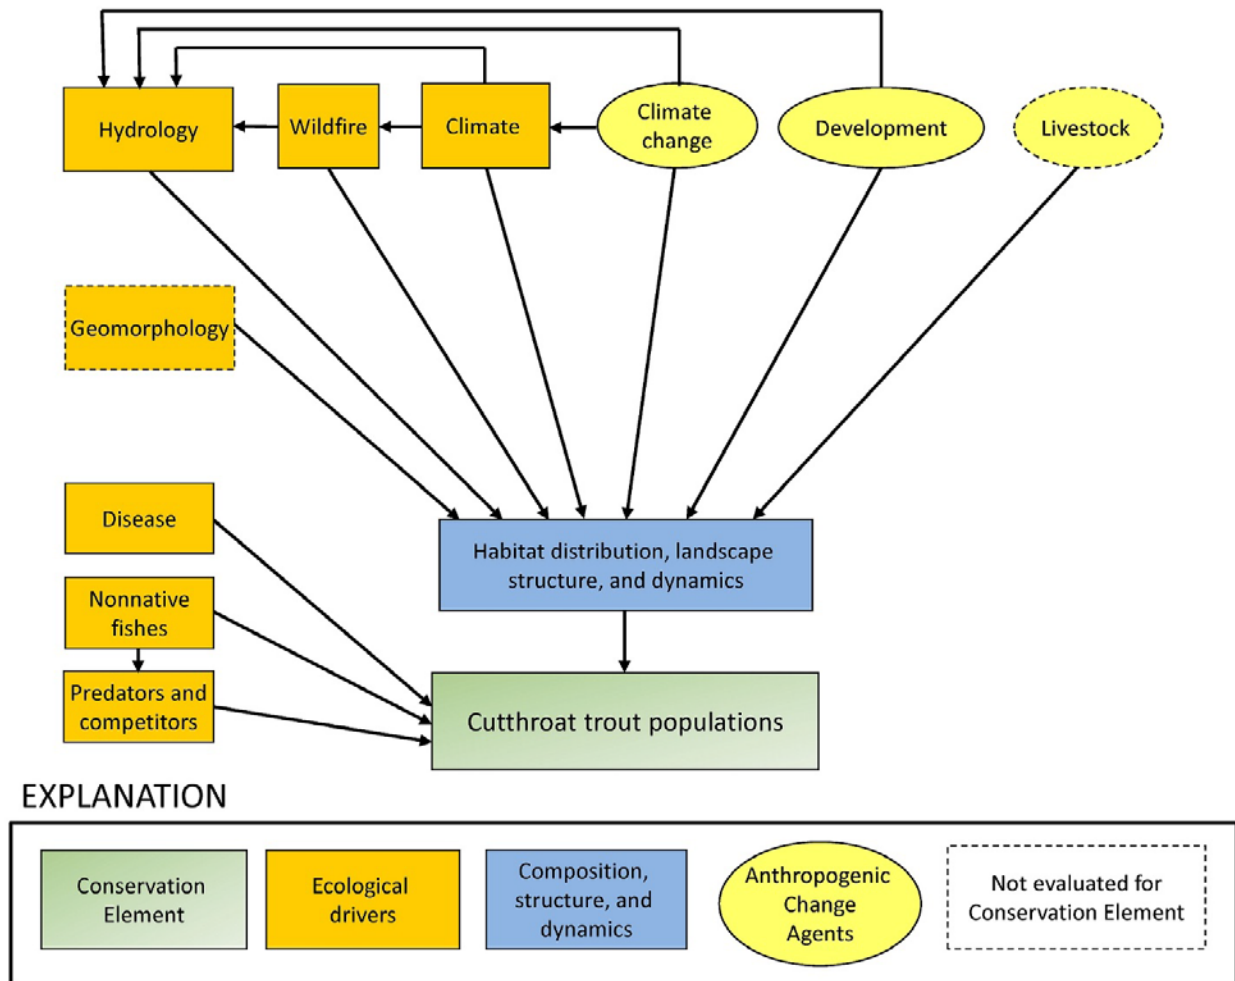 Hydrology
Wildfire
Climate
Climate
change
Development
Livestock
Geomorphology
Disease
Habitat distribution, landscape
structure, and dynamics
Nonnative
fishes
Predators and
competitors
Cutthroat trout populations
EXPLANATION
Conservation
Element
Ecological
drivers
Composition,
structure, and
dynamics
Anthropogenic
Change
Agents
Not evaluated for
Conservation Element